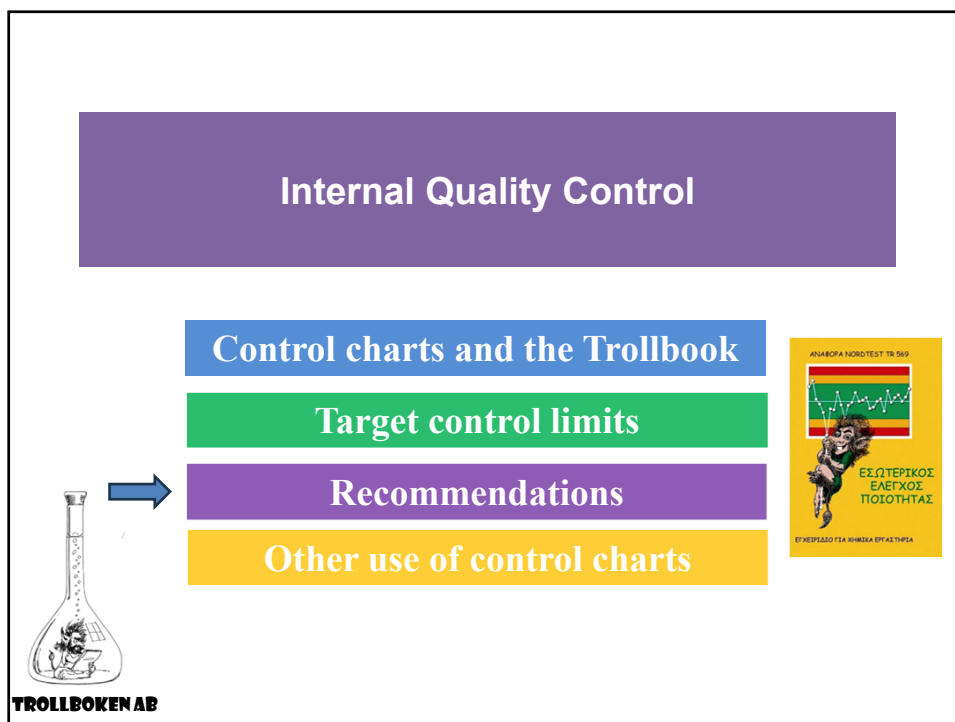 Internal Quality Control
Control charts and the Trollbook
Target control limits
Recommendations
Other use of control charts
ΑΝΑΦΟΡΑ NORDTEST TR 569
ΕΣΩΤΕΡΙΚΟΣ
ΕΛΕΓΧΟΣ
ΠΟΙΟΤΗΤΑΣ
ΕΓΧΕΙΡΙΔΙΟ ΓΙΑ ΧΗΜΙΚΑ ΕΡΓΑΣΤΗΡΙΑ
TROLLBOKEN AB